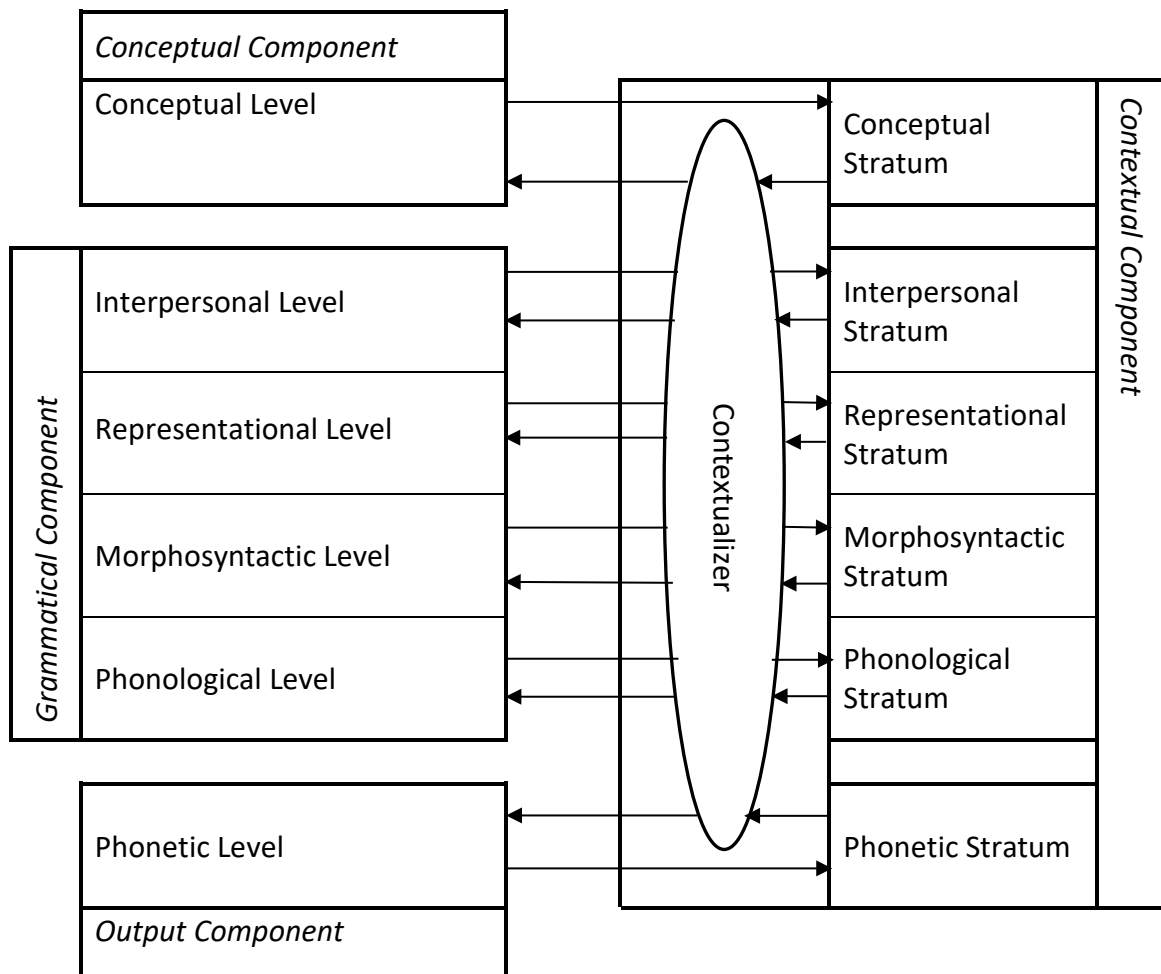 Conceptual Component
Conceptual Level
Conceptual
Stratum
Contextual Component
Grammatical Component
Interpersonal Level
Interpersonal
Stratum
Representational Level
Representational
Stratum
Contextualizer
Morphosyntactic Level
Morphosyntactic
Stratum
Phonological Level
Phonological
Stratum
Phonetic Level
Phonetic Stratum
Output Component